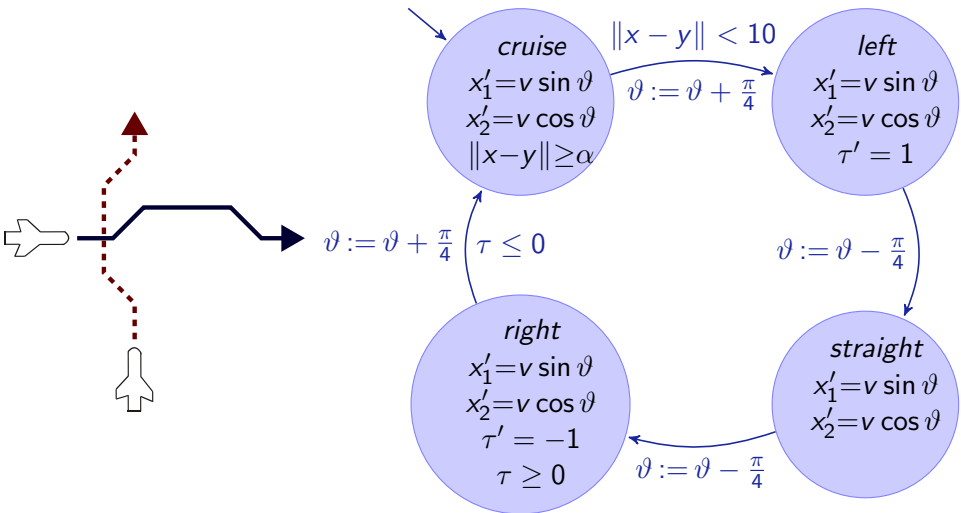 ‖x − y‖ < 10
ϑ := ϑ + π/4
cruise
x′₁=v sin ϑ
x′₂=v cos ϑ
‖x−y‖≥α
left
x′₁=v sin ϑ
x′₂=v cos ϑ
τ′ = 1
ϑ := ϑ − π/4
straight
x′₁=v sin ϑ
x′₂=v cos ϑ
ϑ := ϑ − π/4
right
x′₁=v sin ϑ
x′₂=v cos ϑ
τ′ = −1
τ ≥ 0
ϑ := ϑ + π/4
τ ≤ 0